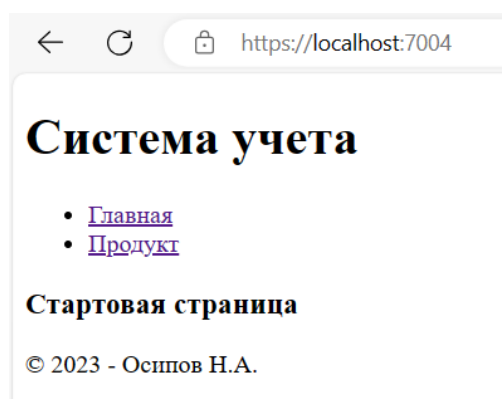 https://localhost:7004
Система учета
Главная
Продукт
Стартовая страница
© 2023 - Осипов Н.А.